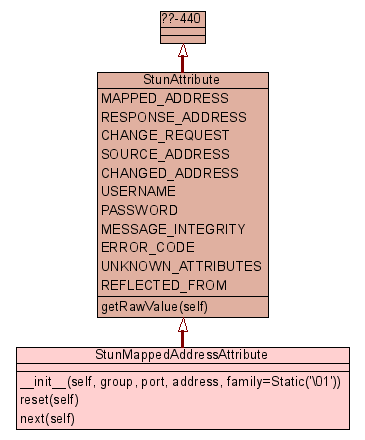 ??-440
StunAttribute
MAPPED_ADDRESS
RESPONSE_ADDRESS
CHANGE_REQUEST
SOURCE_ADDRESS
CHANGED_ADDRESS
USERNAME
PASSWORD
MESSAGE_INTEGRITY
ERROR_CODE
UNKNOWN_ATTRIBUTES
REFLECTED_FROM
getRawValue(self)
StunMappedAddressAttribute
__init__(self, group, port, address, family=Static('\01'))
reset(self)
next(self)